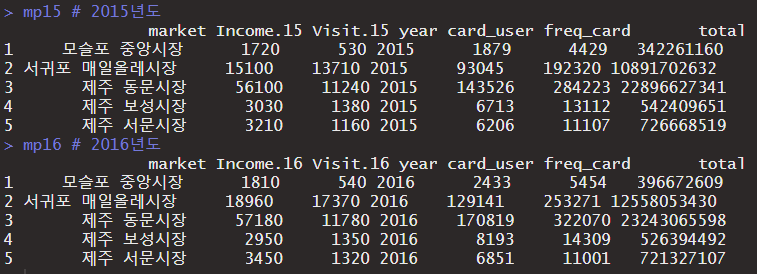 > mp15 # 2015년도
market Income.15 Visit.15 year card_user freq_card total
1 모슬포 중앙시장 1720 530 2015 1879 4429 342261160
2 서귀포 매일올레시장 15100 13710 2015 93045 192320 10891702632
3 제주 동문시장 56100 11240 2015 143526 284223 22896627341
4 제주 보성시장 3030 1380 2015 6713 13112 542409651
5 제주 서문시장 3210 1160 2015 6206 11107 726668519
> mp16 # 2016년도
market Income.16 Visit.16 year card_user freq_card total
1 모슬포 중앙시장 1810 540 2016 2433 5454 396672609
2 서귀포 매일올레시장 18960 17370 2016 129141 253271 12558053430
3 제주 동문시장 57180 11780 2016 170819 322070 23243065598
4 제주 보성시장 2950 1350 2016 8193 14309 526394492
5 제주 서문시장 3450 1320 2016 6851 11001 721327107